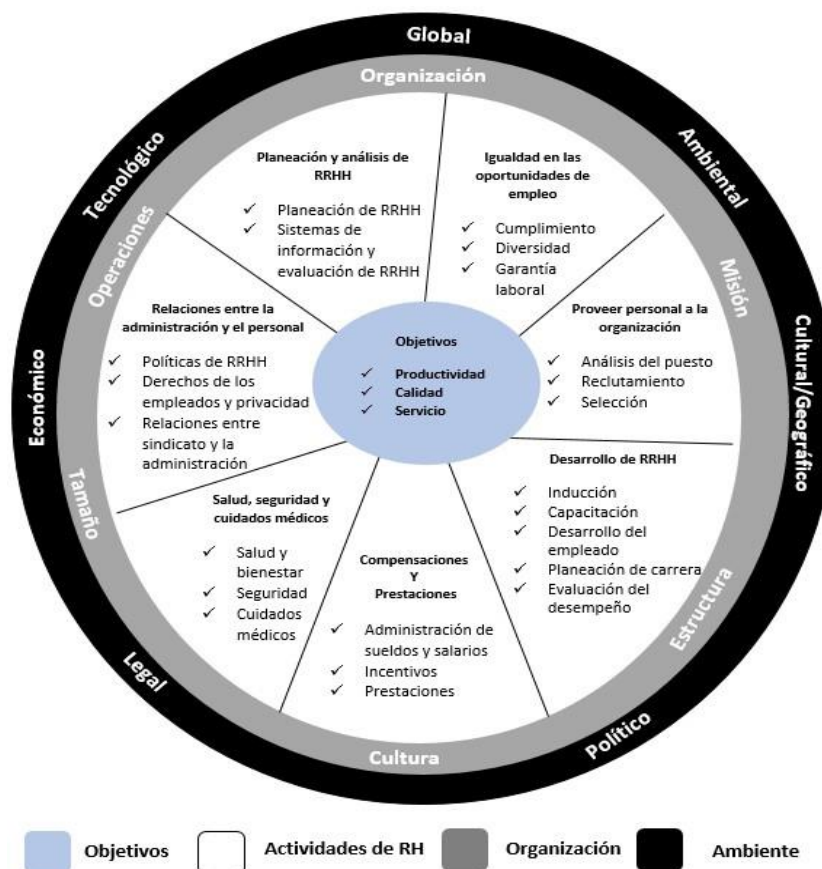 Global
Organización
Tecnológico
Ambiental
Operaciones
Misión
Económico
Cultural/Geográfico
Tamaño
Estructura
Legal
Político
Cultura
Planeación y análisis de
RRHH
✓ Planeación de RRHH
✓ Sistemas de
información y
evaluación de RRHH
Igualdad en las
oportunidades de
empleo
✓ Cumplimiento
✓ Diversidad
✓ Garantía
laboral
Relaciones entre la
administración y el personal
✓ Políticas de RRHH
✓ Derechos de los
empleados y privacidad
✓ Relaciones entre
sindicato y la
administración
Objetivos
✓ Productividad
✓ Calidad
✓ Servicio
Proveer personal a la
organización
✓ Análisis del puesto
✓ Reclutamiento
✓ Selección
Salud, seguridad y
cuidados médicos
✓ Salud y
bienestar
✓ Seguridad
✓ Cuidados
médicos
Compensaciones
Y
Prestaciones
✓ Administración de
sueldos y salarios
✓ Incentivos
✓ Prestaciones
Desarrollo de RRHH
✓ Inducción
✓ Capacitación
✓ Desarrollo del
empleado
✓ Planeación de carrera
✓ Evaluación del
desempeño
Objetivos
Actividades de RH
Organización
Ambiente